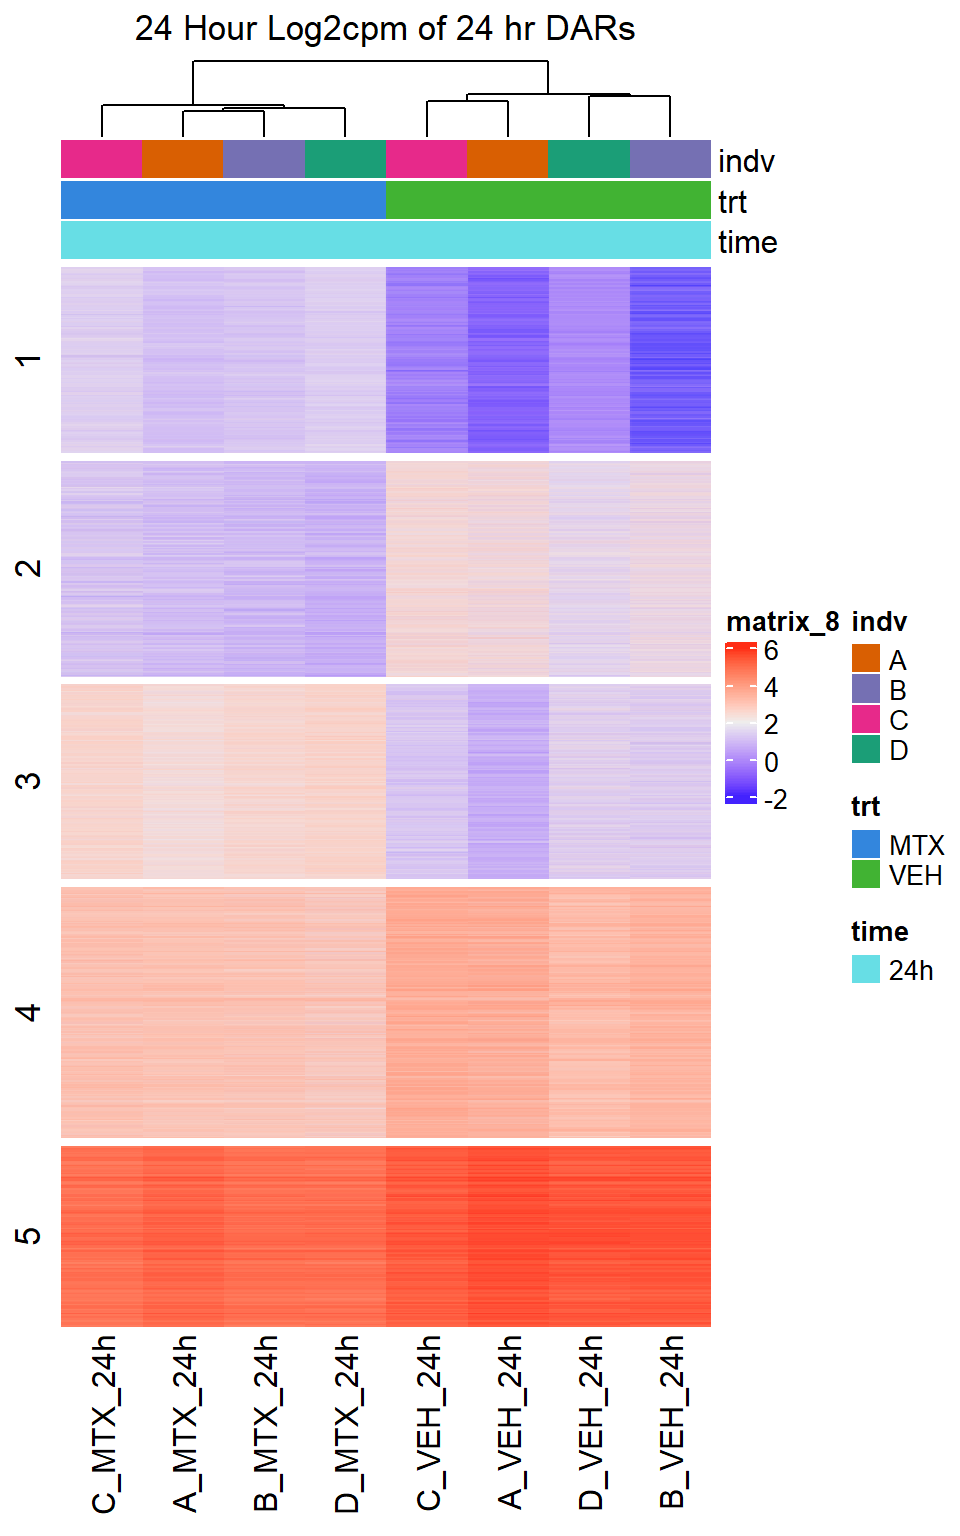 24 Hour Log2cpm of 24 hr DARs
indv
trt
time
1
2
3
4
5
matrix_8
6
4
2
0
-2
indv
A
B
C
D
trt
MTX
VEH
time
24h
C_MTX_24h
A_MTX_24h
B_MTX_24h
D_MTX_24h
C_VEH_24h
A_VEH_24h
D_VEH_24h
B_VEH_24h